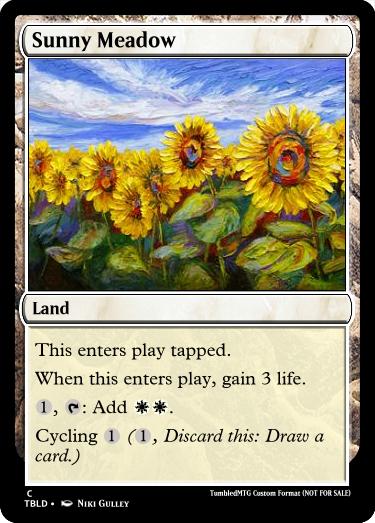 Sunny Meadow
Land
This enters play tapped.
When this enters play, gain 3 life.
1, : Add .
Cycling 1 (1, Discard this: Draw a
card.)
C
TBLD • Niki Gulley
TumbledMTG Custom Format (NOT FOR SALE)